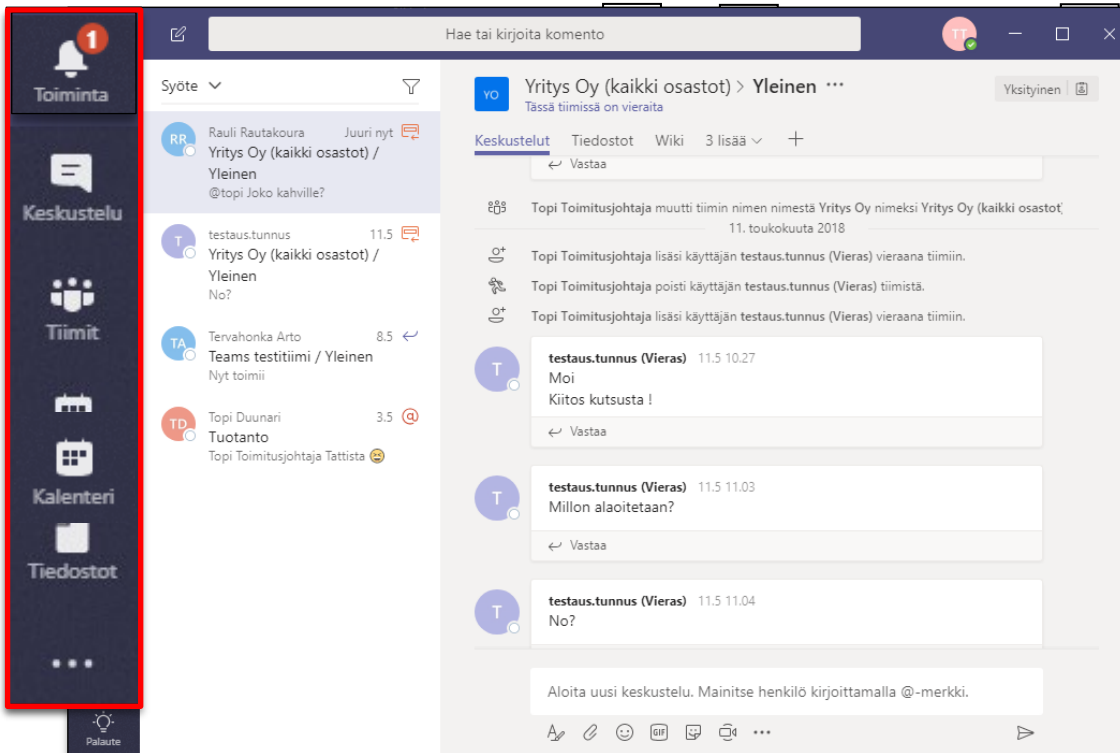 1
Toiminta
Keskustelu
Tiimit
Kalenteri
Tiedostot
Palaute
Hae tai kirjoita komento
TT
Syöte
RR
Rauli Rautakoura Juuri nyt
Yritys Oy (kaikki osastot) /
Yleinen
@topi Joko kahville?
T
testaus.tunnus 11.5
Yritys Oy (kaikki osastot) /
Yleinen
No?
TA
Tervahonka Arto 8.5
Teams testitiimi / Yleinen
Nyt toimii
TD
Topi Duunari 3.5
Tuotanto
Topi Toimitusjohtaja Tattista 😆
YO
Yritys Oy (kaikki osastot) > Yleinen ···
Tässä tiimissä on vieraita
Yksityinen
Keskustelut Tiedostot Wiki 3 lisää +
Vastaa
Topi Toimitusjohtaja muutti tiimin nimen nimestä Yritys Oy nimeksi Yritys Oy (kaikki osastot)
11. toukokuuta 2018
Topi Toimitusjohtaja lisäsi käyttäjän testaus.tunnus (Vieras) vieraana tiimiin.
Topi Toimitusjohtaja poisti käyttäjän testaus.tunnus (Vieras) tiimistä.
Topi Toimitusjohtaja lisäsi käyttäjän testaus.tunnus (Vieras) vieraana tiimiin.
T
testaus.tunnus (Vieras) 11.5 10.27
Moi
Kiitos kutsusta !
Vastaa
T
testaus.tunnus (Vieras) 11.5 11.03
Millon alaoitetaan?
Vastaa
T
testaus.tunnus (Vieras) 11.5 11.04
No?
Aloita uusi keskustelu. Mainitse henkilö kirjoittamalla @-merkki.
GIF